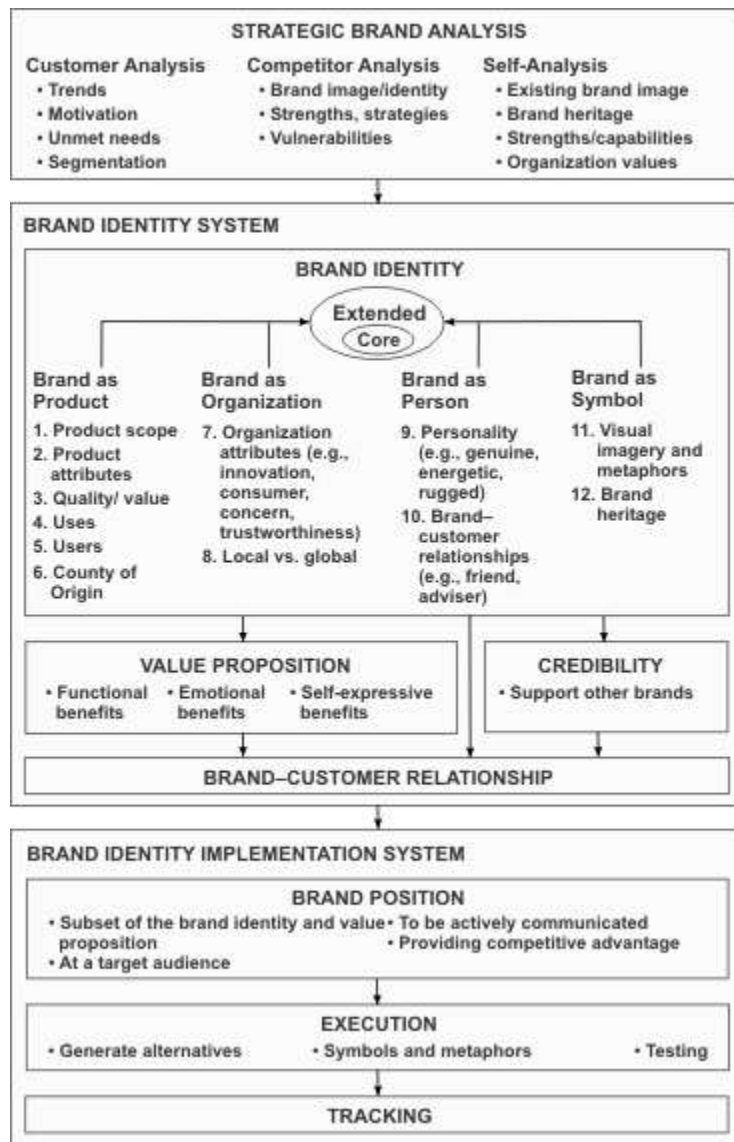 STRATEGIC BRAND ANALYSIS
Customer Analysis
• Trends
• Motivation
• Unmet needs
• Segmentation
Competitor Analysis
• Brand image/identity
• Strengths, strategies
• Vulnerabilities
Self-Analysis
• Existing brand image
• Brand heritage
• Strengths/capabilities
• Organization values
BRAND IDENTITY SYSTEM
BRAND IDENTITY
Extended
Core
Brand as
Product
1. Product scope
2. Product
attributes
3. Quality/ value
4. Uses
5. Users
6. County of
Origin
Brand as
Organization
7. Organization
attributes (e.g.,
innovation,
consumer,
concern,
trustworthiness)
8. Local vs. global
Brand as
Person
9. Personality
(e.g., genuine,
energetic,
rugged)
10. Brand–
customer
relationships
(e.g., friend,
adviser)
Brand as
Symbol
11. Visual
imagery and
metaphors
12. Brand
heritage
VALUE PROPOSITION
• Functional
benefits
• Emotional
benefits
• Self-expressive
benefits
CREDIBILITY
• Support other brands
BRAND–CUSTOMER RELATIONSHIP
BRAND IDENTITY IMPLEMENTATION SYSTEM
BRAND POSITION
• Subset of the brand identity and value
proposition
• At a target audience
• To be actively communicated
• Providing competitive advantage
EXECUTION
• Generate alternatives
• Symbols and metaphors
• Testing
TRACKING